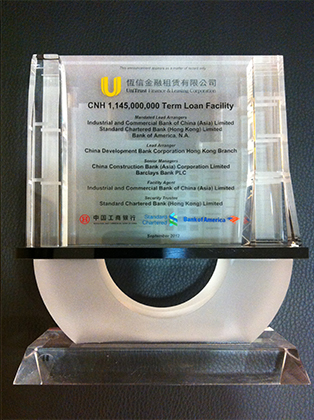 This announcement appears as a matter of record only
恆信金融租赁有限公司
UniTrust Finance & Leasing Corporation
CNH 1,145,000,000 Term Loan Facility
Mandated Lead Arrangers
Industrial and Commercial Bank of China (Asia) Limited
Standard Chartered Bank (Hong Kong) Limited
Bank of America, N.A.
Lead Arranger
China Development Bank Corporation Hong Kong Branch
Senior Managers
China Construction Bank (Asia) Corporation Limited
Barclays Bank PLC
Facility Agent
Industrial and Commercial Bank of China (Asia) Limited
Security Trustee
Standard Chartered Bank (Hong Kong) Limited
中国工商银行 Standard Chartered Bank of America